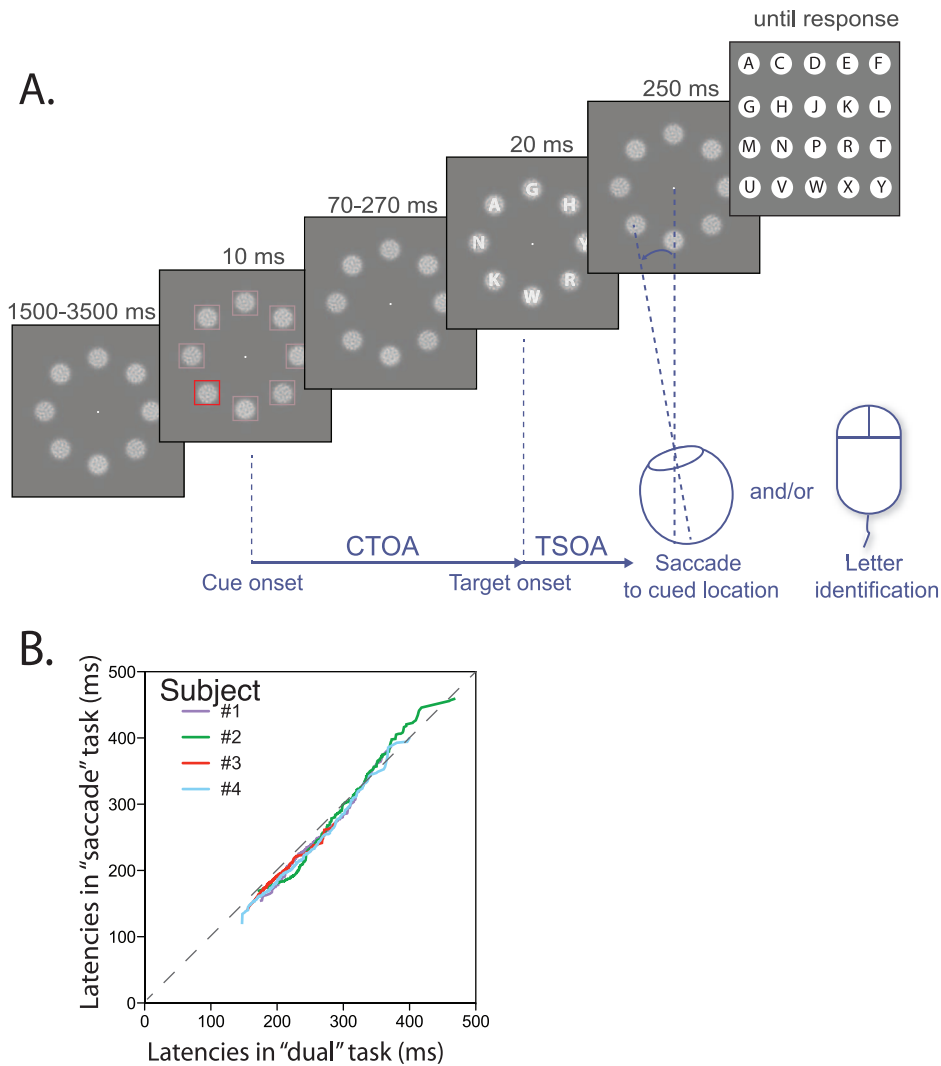 A.
1500-3500 ms
10 ms
70-270 ms
20 ms
250 ms
until response
G
A H
N Y
K R
W
A C D E F
G H J K L
M N P R T
U V W X Y
CTOA
TSOA
Cue onset
Target onset
Saccade
to cued location
and/or
Letter
identification
B.
Latencies in "saccade" task (ms)
500
400
300
200
100
0
Subject
#1
#2
#3
#4
0 100 200 300 400 500
Latencies in "dual" task (ms)